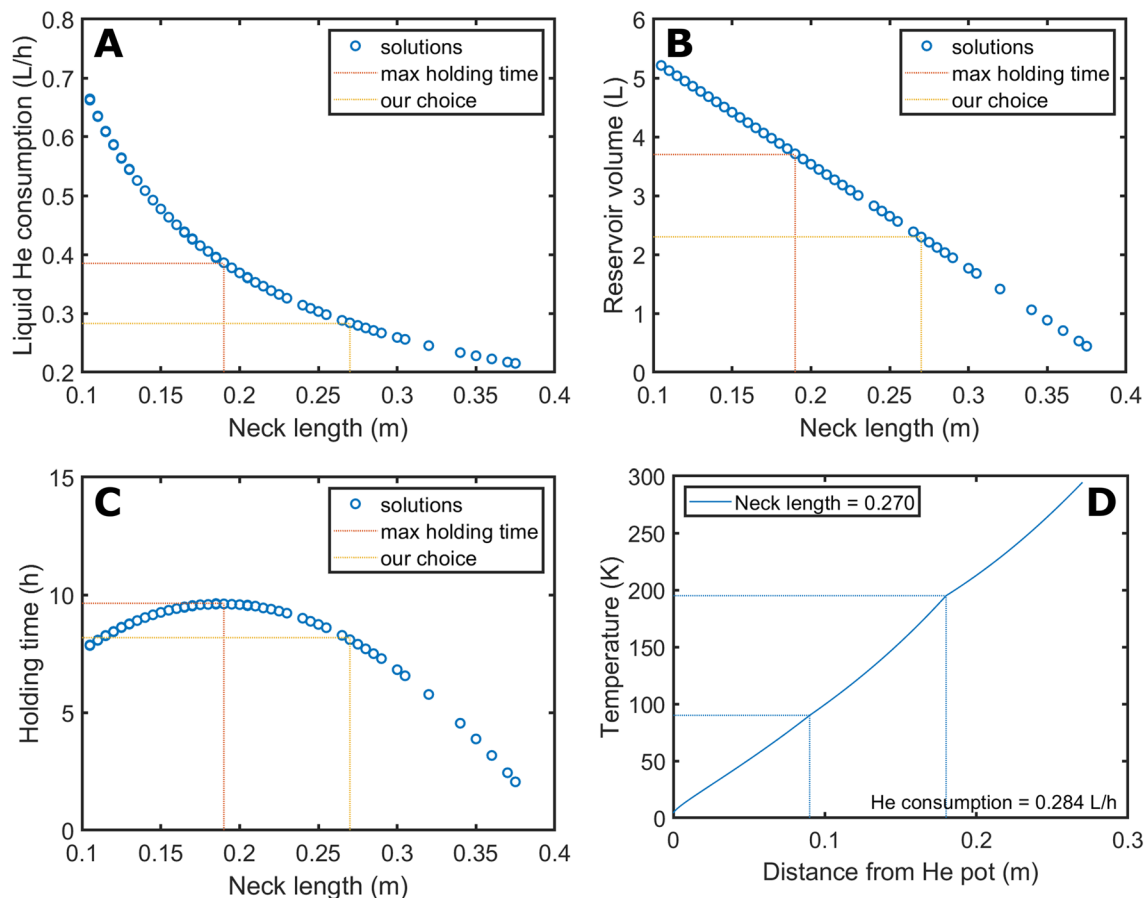 A
Liquid He consumption (L/h)
0.8
0.7
0.6
0.5
0.4
0.3
0.2
solutions
max holding time
our choice
0.1 0.15 0.2 0.25 0.3 0.35 0.4
Neck length (m)
B
Reservoir volume (L)
6
5
4
3
2
1
0
solutions
max holding time
our choice
0.1 0.15 0.2 0.25 0.3 0.35 0.4
Neck length (m)
C
Holding time (h)
15
10
5
0
solutions
max holding time
our choice
0.1 0.15 0.2 0.25 0.3 0.35 0.4
Neck length (m)
D
Temperature (K)
300
250
200
150
100
50
0
Neck length = 0.270
He consumption = 0.284 L/h
0 0.1 0.2 0.3
Distance from He pot (m)